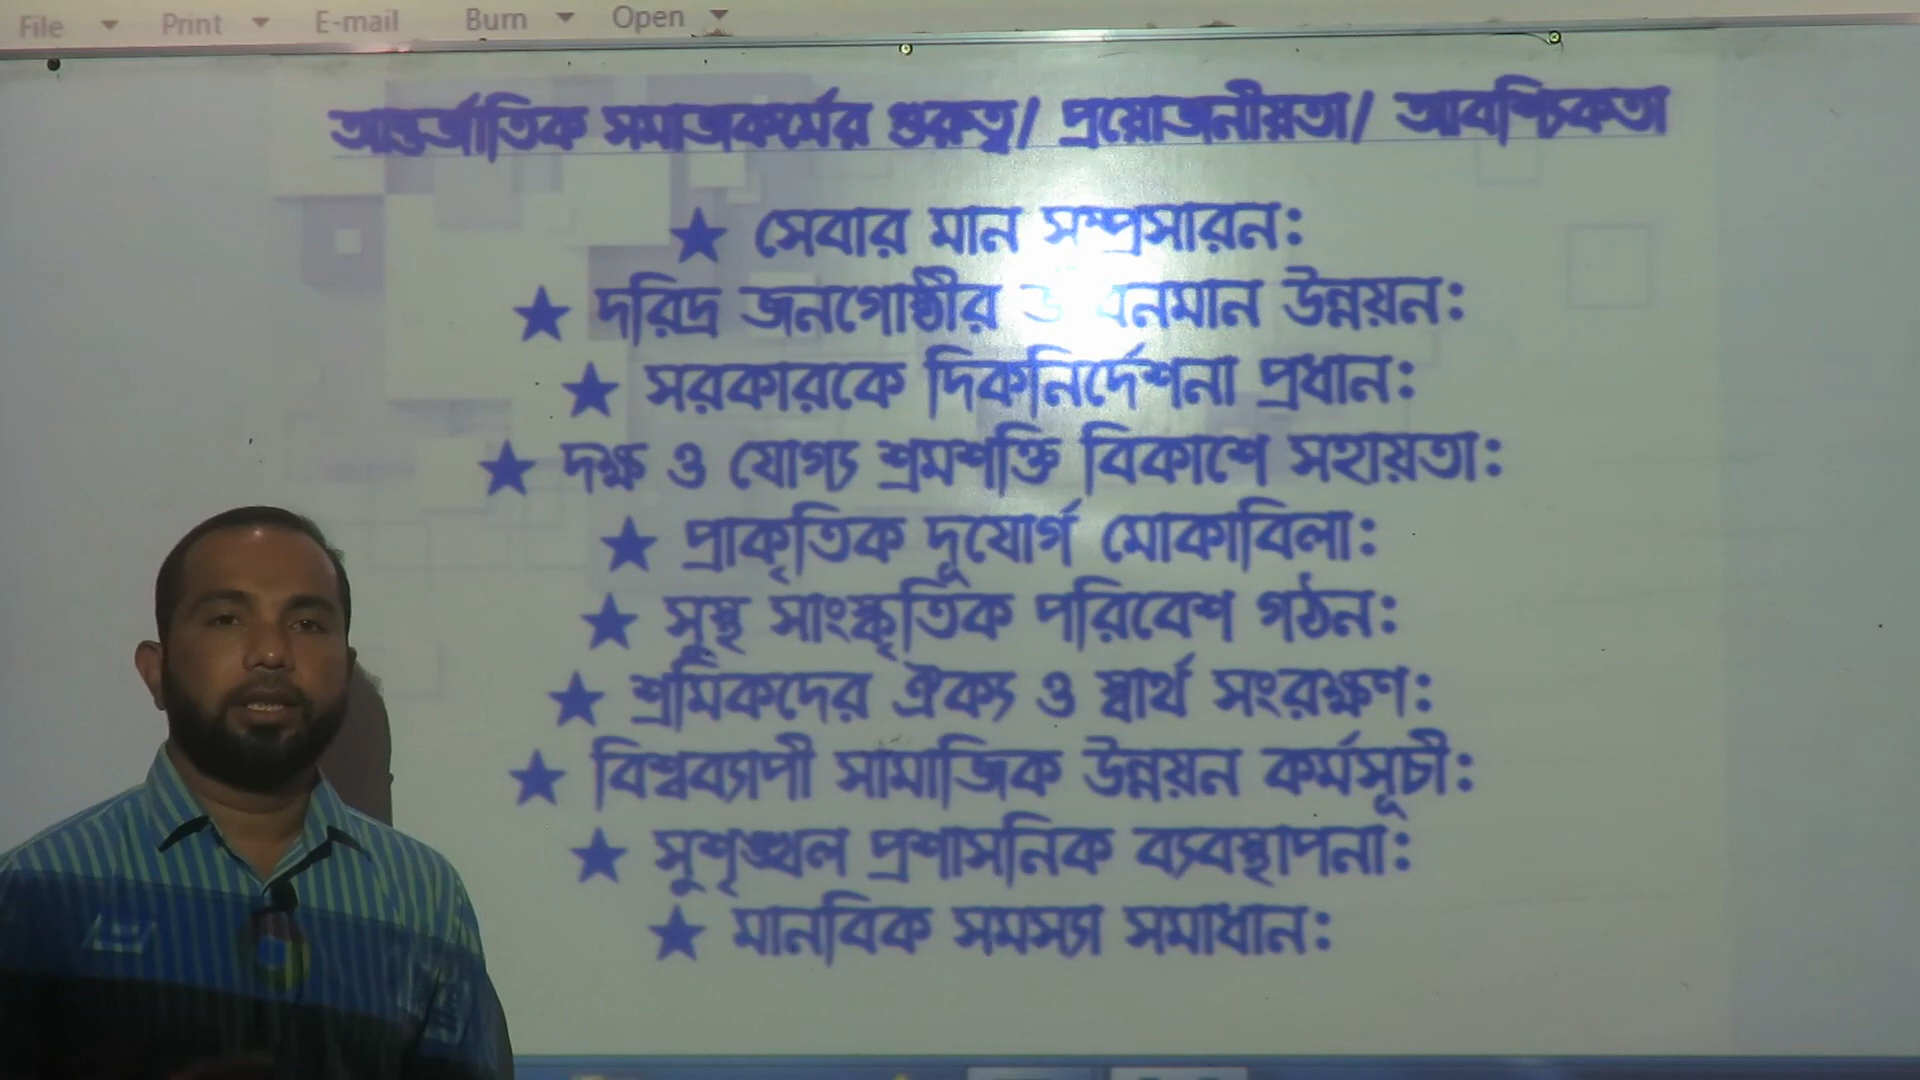 File Print E-mail Burn Open
আন্তর্জাতিক সমাজকর্মের গুরুত্ব/ প্রয়োজনীয়তা/ আবশ্যিকতা
★ সেবার মান সম্প্রসারন:
★ দরিদ্র জনগোষ্ঠীর উন্নয়ন:
★ সরকারকে দিকনির্দেশনা প্রধান:
★ দক্ষ ও যোগ্য শ্রমশক্তি বিকাশে সহায়তা:
★ প্রাকৃতিক দূযোর্গ মোকাবিলা:
★ সুস্থ সাংস্কৃতিক পরিবেশ গঠন:
★ শ্রমিকদের ঐক্য ও স্বার্থ সংরক্ষণ:
★ বিশ্বব্যাপী সামাজিক উন্নয়ন কর্মসূচী:
★ সুশৃঙ্খল প্রশাসনিক ব্যবস্থাপনা:
★ মানবিক সমস্যা সমাধান: